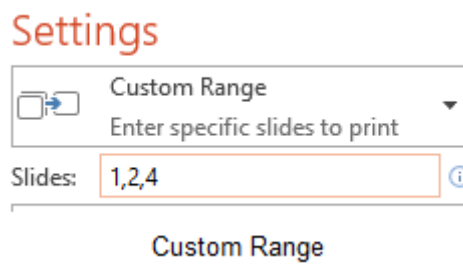 Settings
Custom Range
Enter specific slides to print
Slides: 1,2,4
Custom Range